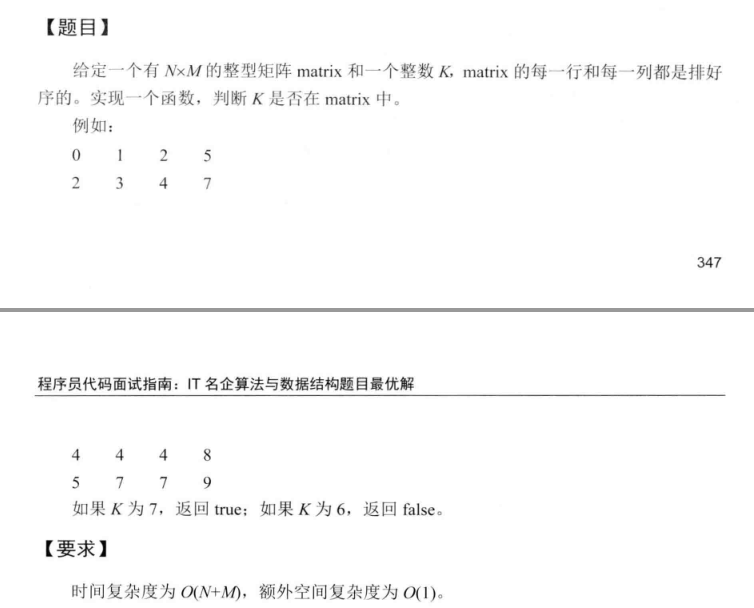 【题目】
给定一个有 N×M 的整型矩阵 matrix 和一个整数 K, matrix 的每一行和每一列都是排好
序的。实现一个函数，判断 K 是否在 matrix 中。
例如：
0 1 2 5
2 3 4 7
347
程序员代码面试指南：IT 名企算法与数据结构题目最优解
4 4 4 8
5 7 7 9
如果 K 为 7，返回 true；如果 K 为 6，返回 false。
【要求】
时间复杂度为 O(N+M)，额外空间复杂度为 O(1)。